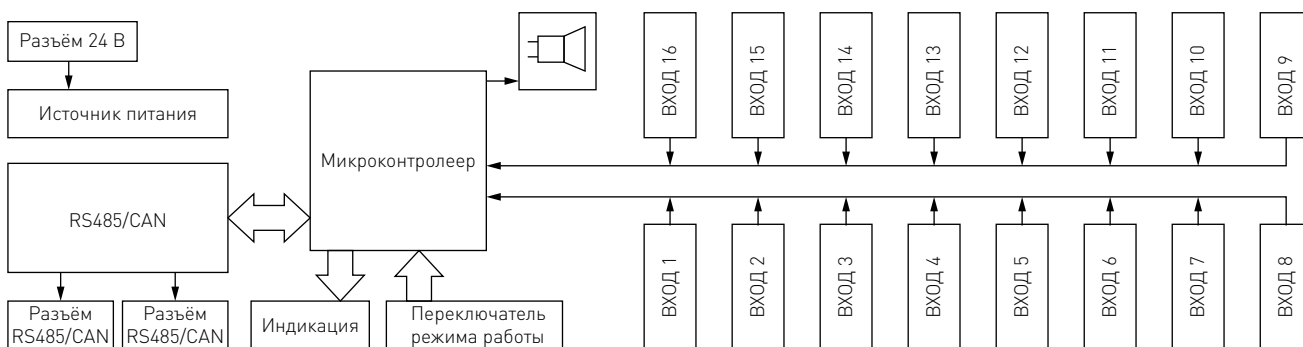 Разъём 24 В
Источник питания
RS485/CAN
Разъём
RS485/CAN
Разъём
RS485/CAN
Микроконтролеер
Индикация
Переключатель
режима работы
ВХОД 16
ВХОД 15
ВХОД 14
ВХОД 13
ВХОД 12
ВХОД 11
ВХОД 10
ВХОД 9
ВХОД 1
ВХОД 2
ВХОД 3
ВХОД 4
ВХОД 5
ВХОД 6
ВХОД 7
ВХОД 8